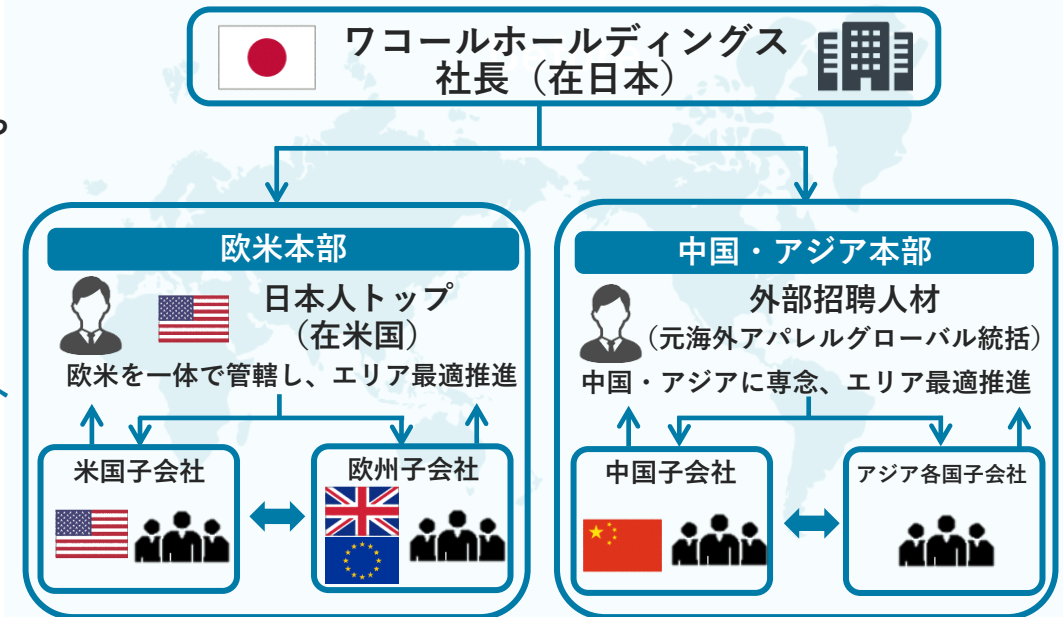 ワコールホールディングス
社長（在日本）
欧米本部
日本人トップ
（在米国）
欧米を一体で管轄し、エリア最適推進
米国子会社
欧州子会社
中国・アジア本部
外部招聘人材
（元海外アパレルグローバル統括）
中国・アジアに専念、エリア最適推進
中国子会社
アジア各国子会社